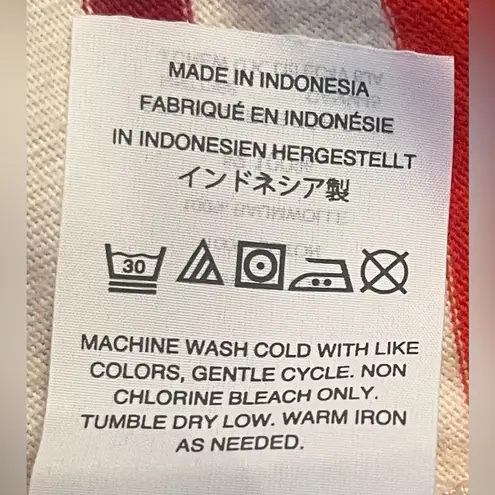 MADE IN INDONESIA
FABRIQUÉ EN INDONÉSIE
IN INDONESIEN HERGESTELLT
インドネシア製
30
MACHINE WASH COLD WITH LIKE
COLORS, GENTLE CYCLE. NON
CHLORINE BLEACH ONLY.
TUMBLE DRY LOW. WARM IRON
AS NEEDED.